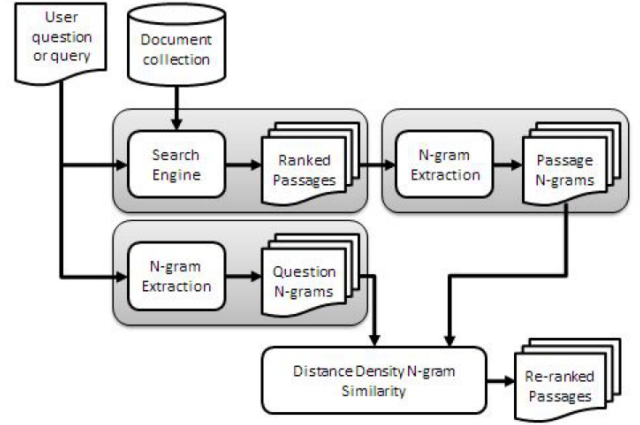 User
question
or query
Document
collection
Search
Engine
Ranked
Passages
N-gram
Extraction
Passage
N-grams
N-gram
Extraction
Question
N-grams
Distance Density N-gram
Similarity
Re-ranked
Passages